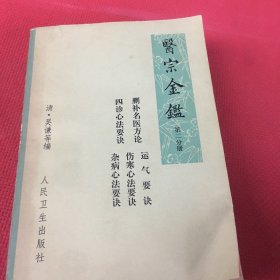 醫宗金鑑
第二分册
删补名医方论
四诊心法要诀
运气要诀
伤寒心法要诀
杂病心法要诀
清·吴谦等编
人民卫生出版社